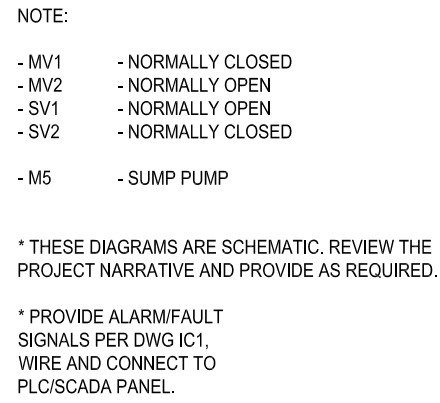 NOTE:
- MV1 - NORMALLY CLOSED
- MV2 - NORMALLY OPEN
- SV1 - NORMALLY OPEN
- SV2 - NORMALLY CLOSED
- M5 - SUMP PUMP
* THESE DIAGRAMS ARE SCHEMATIC. REVIEW THE
PROJECT NARRATIVE AND PROVIDE AS REQUIRED.
* PROVIDE ALARM/FAULT
SIGNALS PER DWG IC1,
WIRE AND CONNECT TO
PLC/SCADA PANEL.